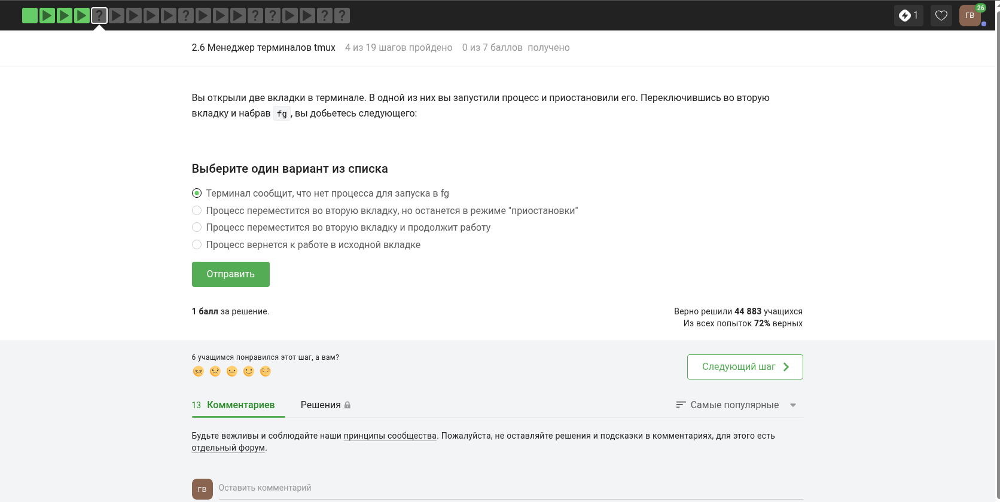 1
26
ГВ
2.6 Менеджер терминалов tmux 4 из 19 шагов пройдено 0 из 7 баллов получено
Вы открыли две вкладки в терминале. В одной из них вы запустили процесс и приостановили его. Переключившись во вторую
вкладку и набрав fg, вы добьетесь следующего:
Выберите один вариант из списка
Терминал сообщит, что нет процесса для запуска в fg
Процесс переместится во вторую вкладку, но останется в режиме "приостановки"
Процесс переместится во вторую вкладку и продолжит работу
Процесс вернется к работе в исходной вкладке
Отправить
1 балл за решение.
Верно решили 44 883 учащихся
Из всех попыток 72% верных
6 учащимся понравился этот шаг, а вам?
Следующий шаг
13 Комментариев Решения Самые популярные
Будьте вежливы и соблюдайте наши принципы сообщества. Пожалуйста, не оставляйте решения и подсказки в комментариях, для этого есть
отдельный форум.
ГВ Оставить комментарий